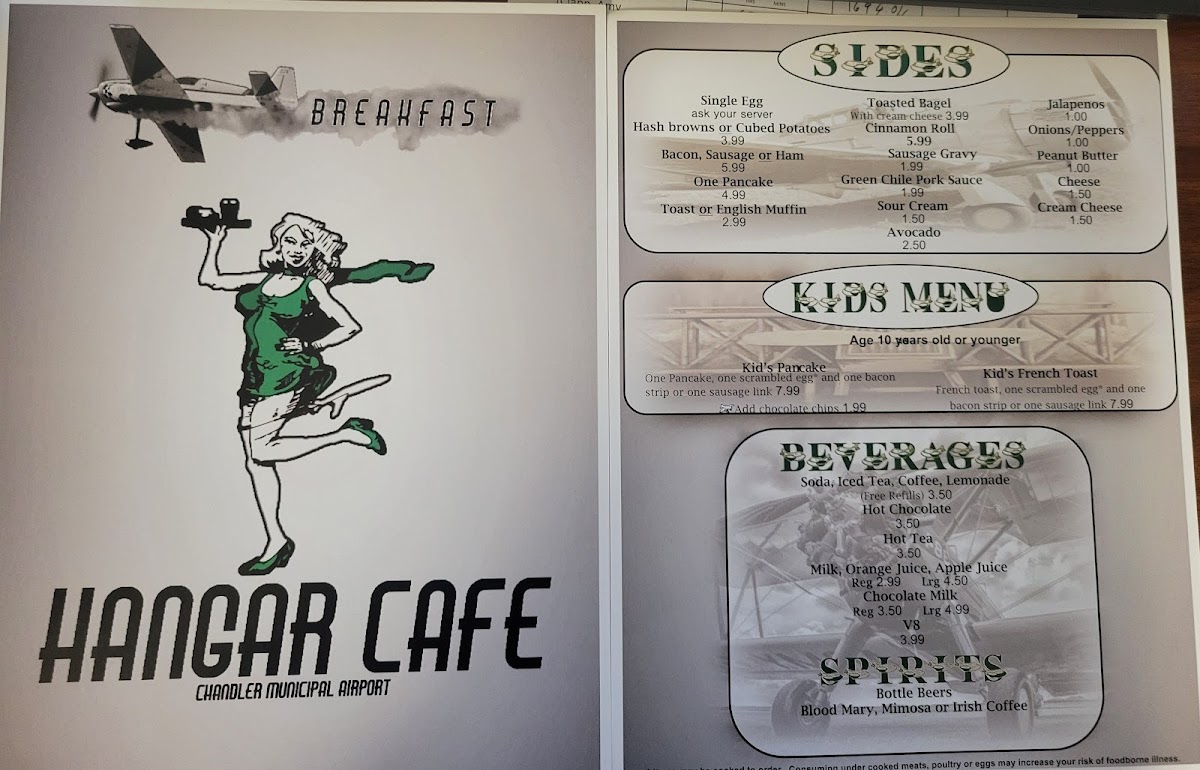 BREAKFAST
HANGAR CAFE
CHANDLER MUNICIPAL AIRPORT
SIDES
Single Egg
ask your server
Hash browns or Cubed Potatoes
3.99
Bacon, Sausage or Ham
5.99
One Pancake
4.99
Toast or English Muffin
2.99
Toasted Bagel
With cream cheese 3.99
Cinnamon Roll
5.99
Sausage Gravy
1.99
Green Chile Pork Sauce
1.99
Sour Cream
1.50
Avocado
2.50
Jalapenos
1.00
Onions/Peppers
1.00
Peanut Butter
1.00
Cheese
1.50
Cream Cheese
1.50
KIDS MENU
Age 10 years old or younger
Kid's Pancake
One Pancake, one scrambled egg* and one bacon
strip or one sausage link 7.99
Add chocolate chips 1.99
Kid's French Toast
French toast, one scrambled egg* and one
bacon strip or one sausage link 7.99
BEVERAGES
Soda, Iced Tea, Coffee, Lemonade
(Free Refills) 3.50
Hot Chocolate
3.50
Hot Tea
3.50
Milk, Orange Juice, Apple Juice
Reg 2.99 Lrg 4.50
Chocolate Milk
Reg 3.50 Lrg 4.99
V8
3.99
SPIRITS
Bottle Beers
Blood Mary, Mimosa or Irish Coffee
be cooked to order. Consuming under cooked meats, poultry or eggs may increase your risk of foodborne illness.